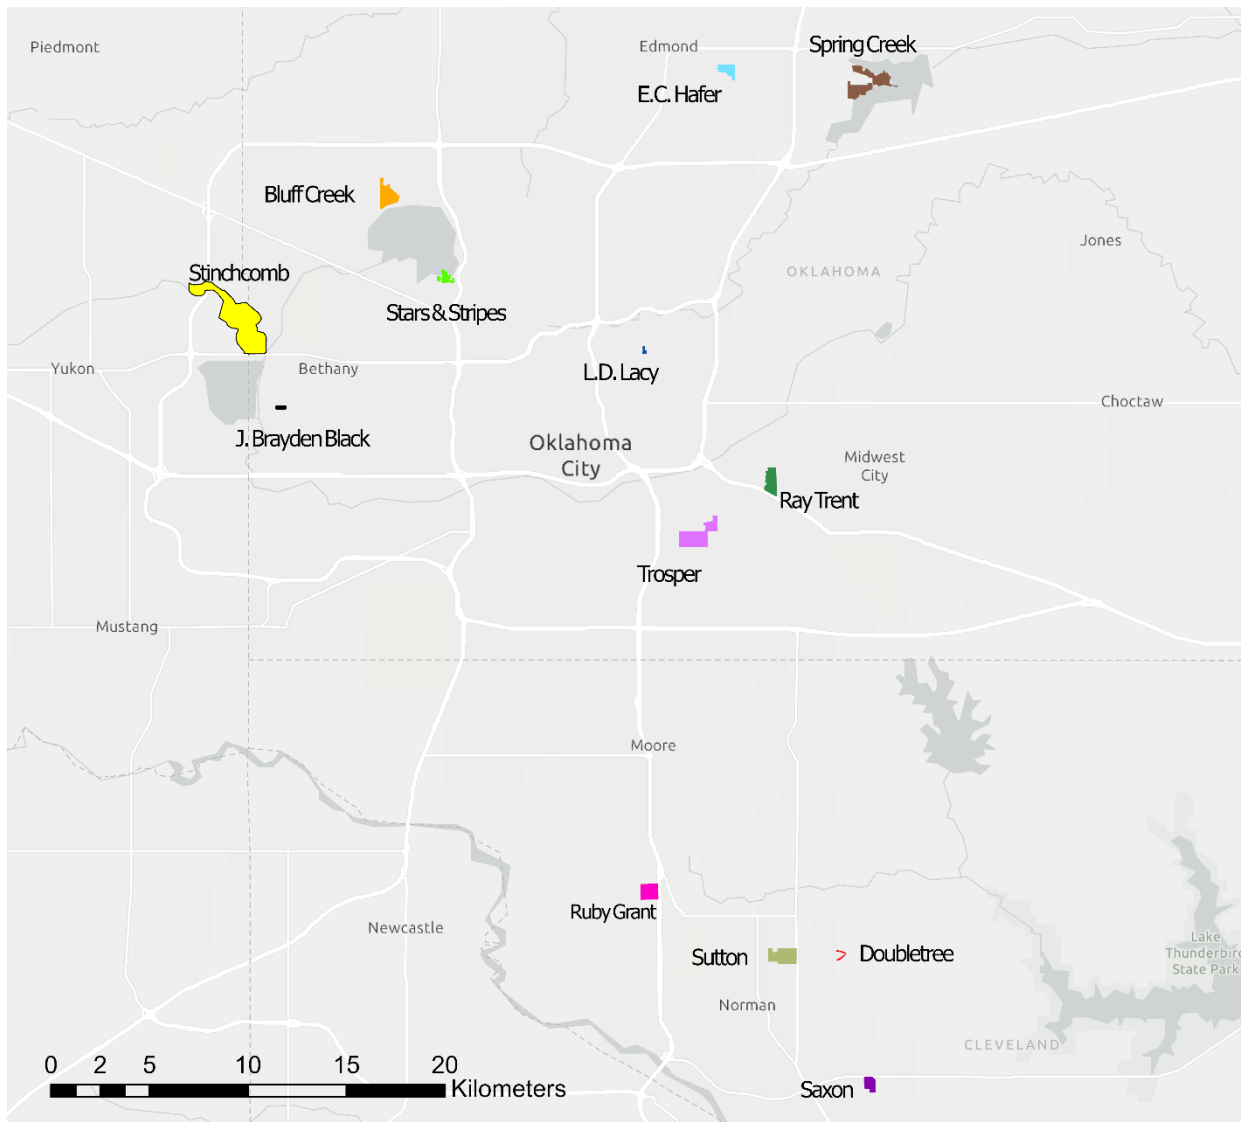 Piedmont
Edmond
Spring Creek
E.C. Hafer
Bluff Creek
Jones
OKLAHOMA
Stinchcomb
Stars & Stripes
Yukon
Bethany
L.D. Lacy
Choctaw
J. Brayden Black
Oklahoma
City
Midwest
City
Ray Trent
Trosper
Mustang
Moore
Ruby Grant
Newcastle
Lake
Thunderbird
State Park
Sutton
Doubletree
Norman
CLEVELAND
0 2 5 10 15 20
Kilometers
Saxon